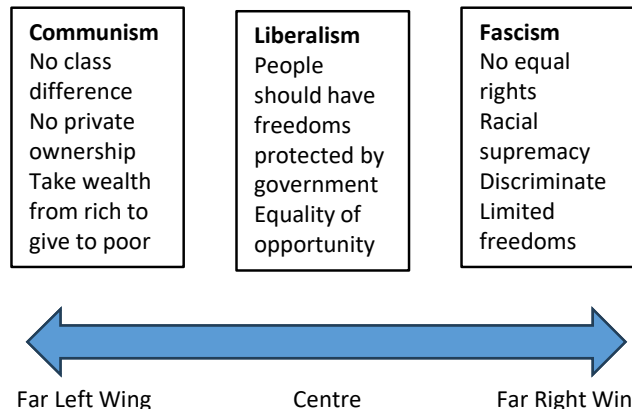 Communism
No class
difference
No private
ownership
Take wealth
from rich to
give to poor
Liberalism
People
should have
freedoms
protected by
government
Equality of
opportunity
Fascism
No equal
rights
Racial
supremacy
Discriminate
Limited
freedoms
Far Left Wing
Centre
Far Right Win